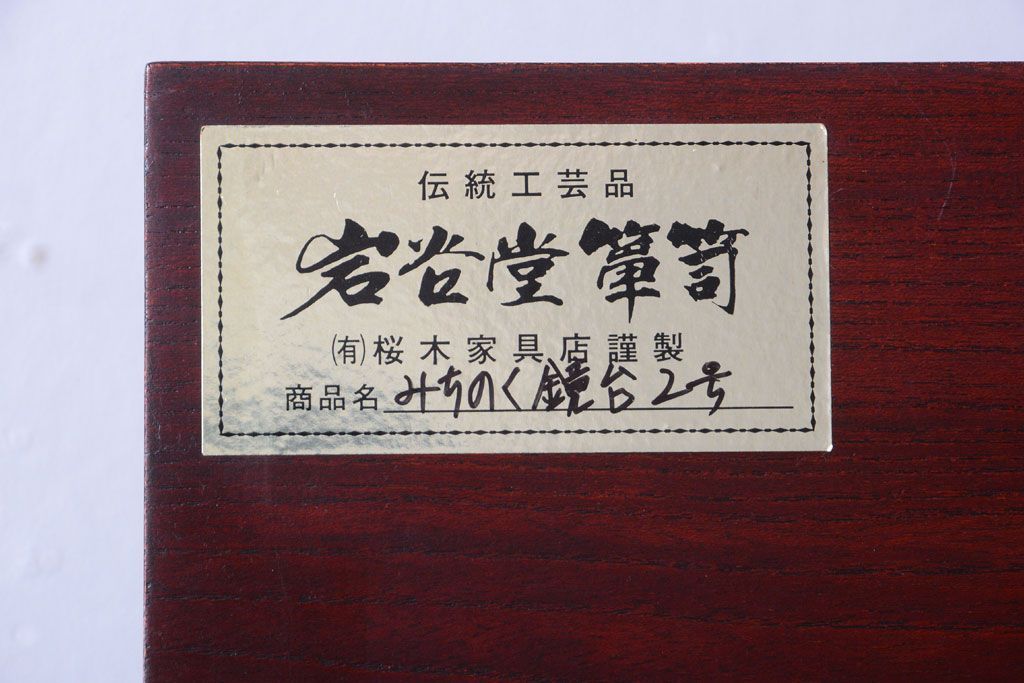 伝統工芸品
岩谷堂箪笥
(有)桜木家具店謹製
商品名 みちのく鏡台2号